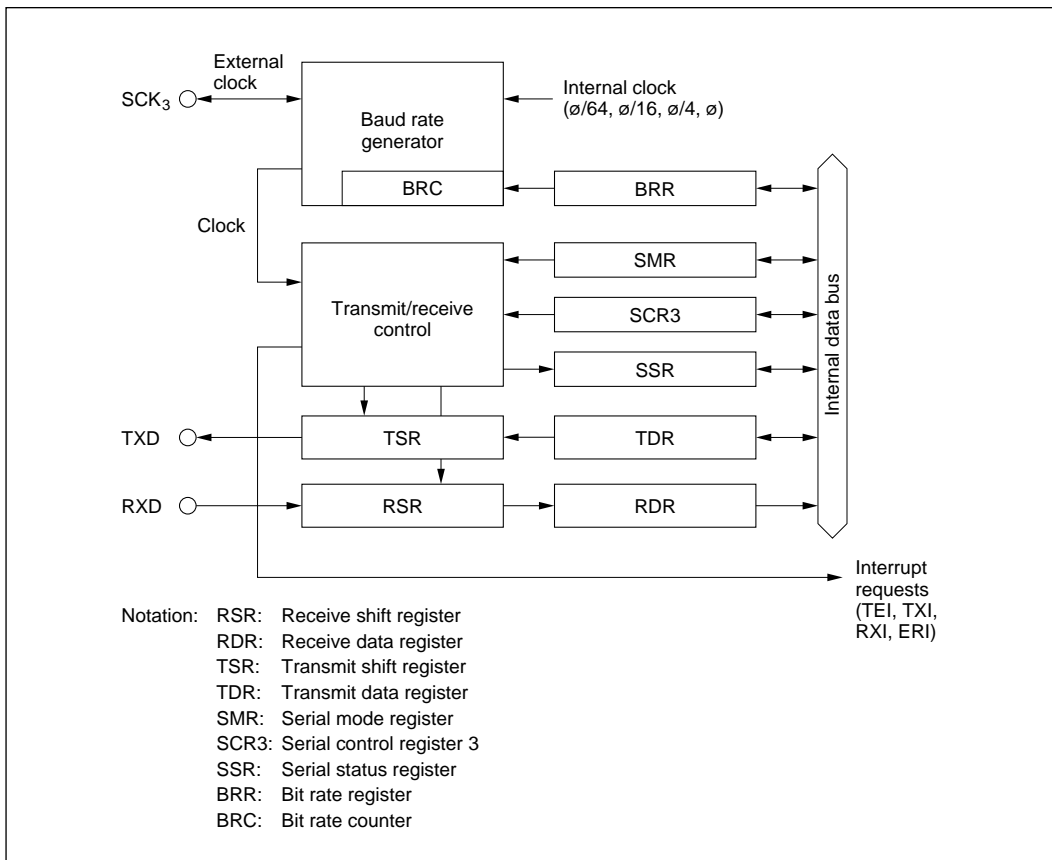 External
clock
SCK3
Internal clock
(ø/64, ø/16, ø/4, ø)
Baud rate
generator
BRC
BRR
Clock
SMR
Transmit/receive
control
SCR3
SSR
Internal data bus
TXD
TSR
TDR
RXD
RSR
RDR
Interrupt
requests
(TEI, TXI,
RXI, ERI)
Notation: RSR: Receive shift register
RDR: Receive data register
TSR: Transmit shift register
TDR: Transmit data register
SMR: Serial mode register
SCR3: Serial control register 3
SSR: Serial status register
BRR: Bit rate register
BRC: Bit rate counter